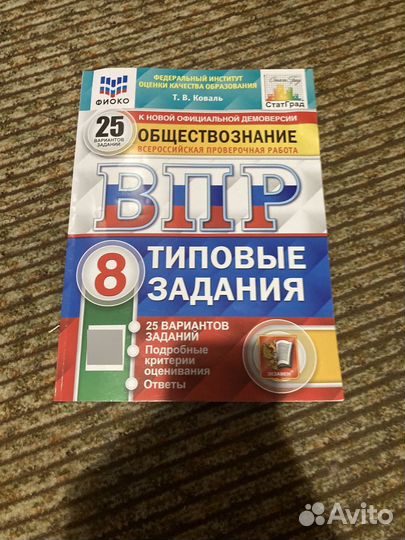 ФИОКО
ФЕДЕРАЛЬНЫЙ ИНСТИТУТ
ОЦЕНКИ КАЧЕСТВА ОБРАЗОВАНИЯ
Т. В. Коваль
СтатГрад
К НОВОЙ ОФИЦИАЛЬНОЙ ДЕМОВЕРСИИ
25
ВАРИАНТОВ
ЗАДАНИЙ
ОБЩЕСТВОЗНАНИЕ
ВСЕРОССИЙСКАЯ ПРОВЕРОЧНАЯ РАБОТА
ВПР
8
ТИПОВЫЕ
ЗАДАНИЯ
25 ВАРИАНТОВ
ЗАДАНИЙ
Подробные
критерии
оценивания
Ответы
ЭКЗАМЕН
Avito